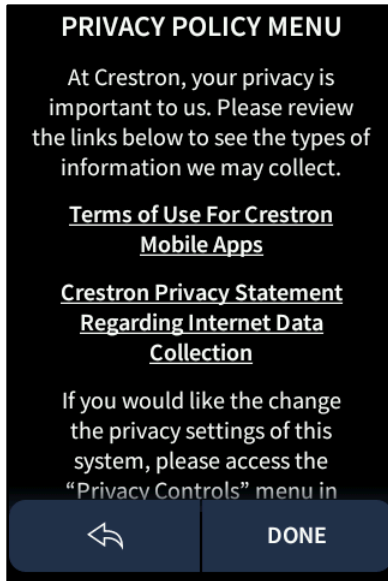 PRIVACY POLICY MENU
At Crestron, your privacy is
important to us. Please review
the links below to see the types of
information we may collect.
Terms of Use For Crestron
Mobile Apps
Crestron Privacy Statement
Regarding Internet Data
Collection
If you would like the change
the privacy settings of this
system, please access the
“Privacy Controls” menu in
DONE